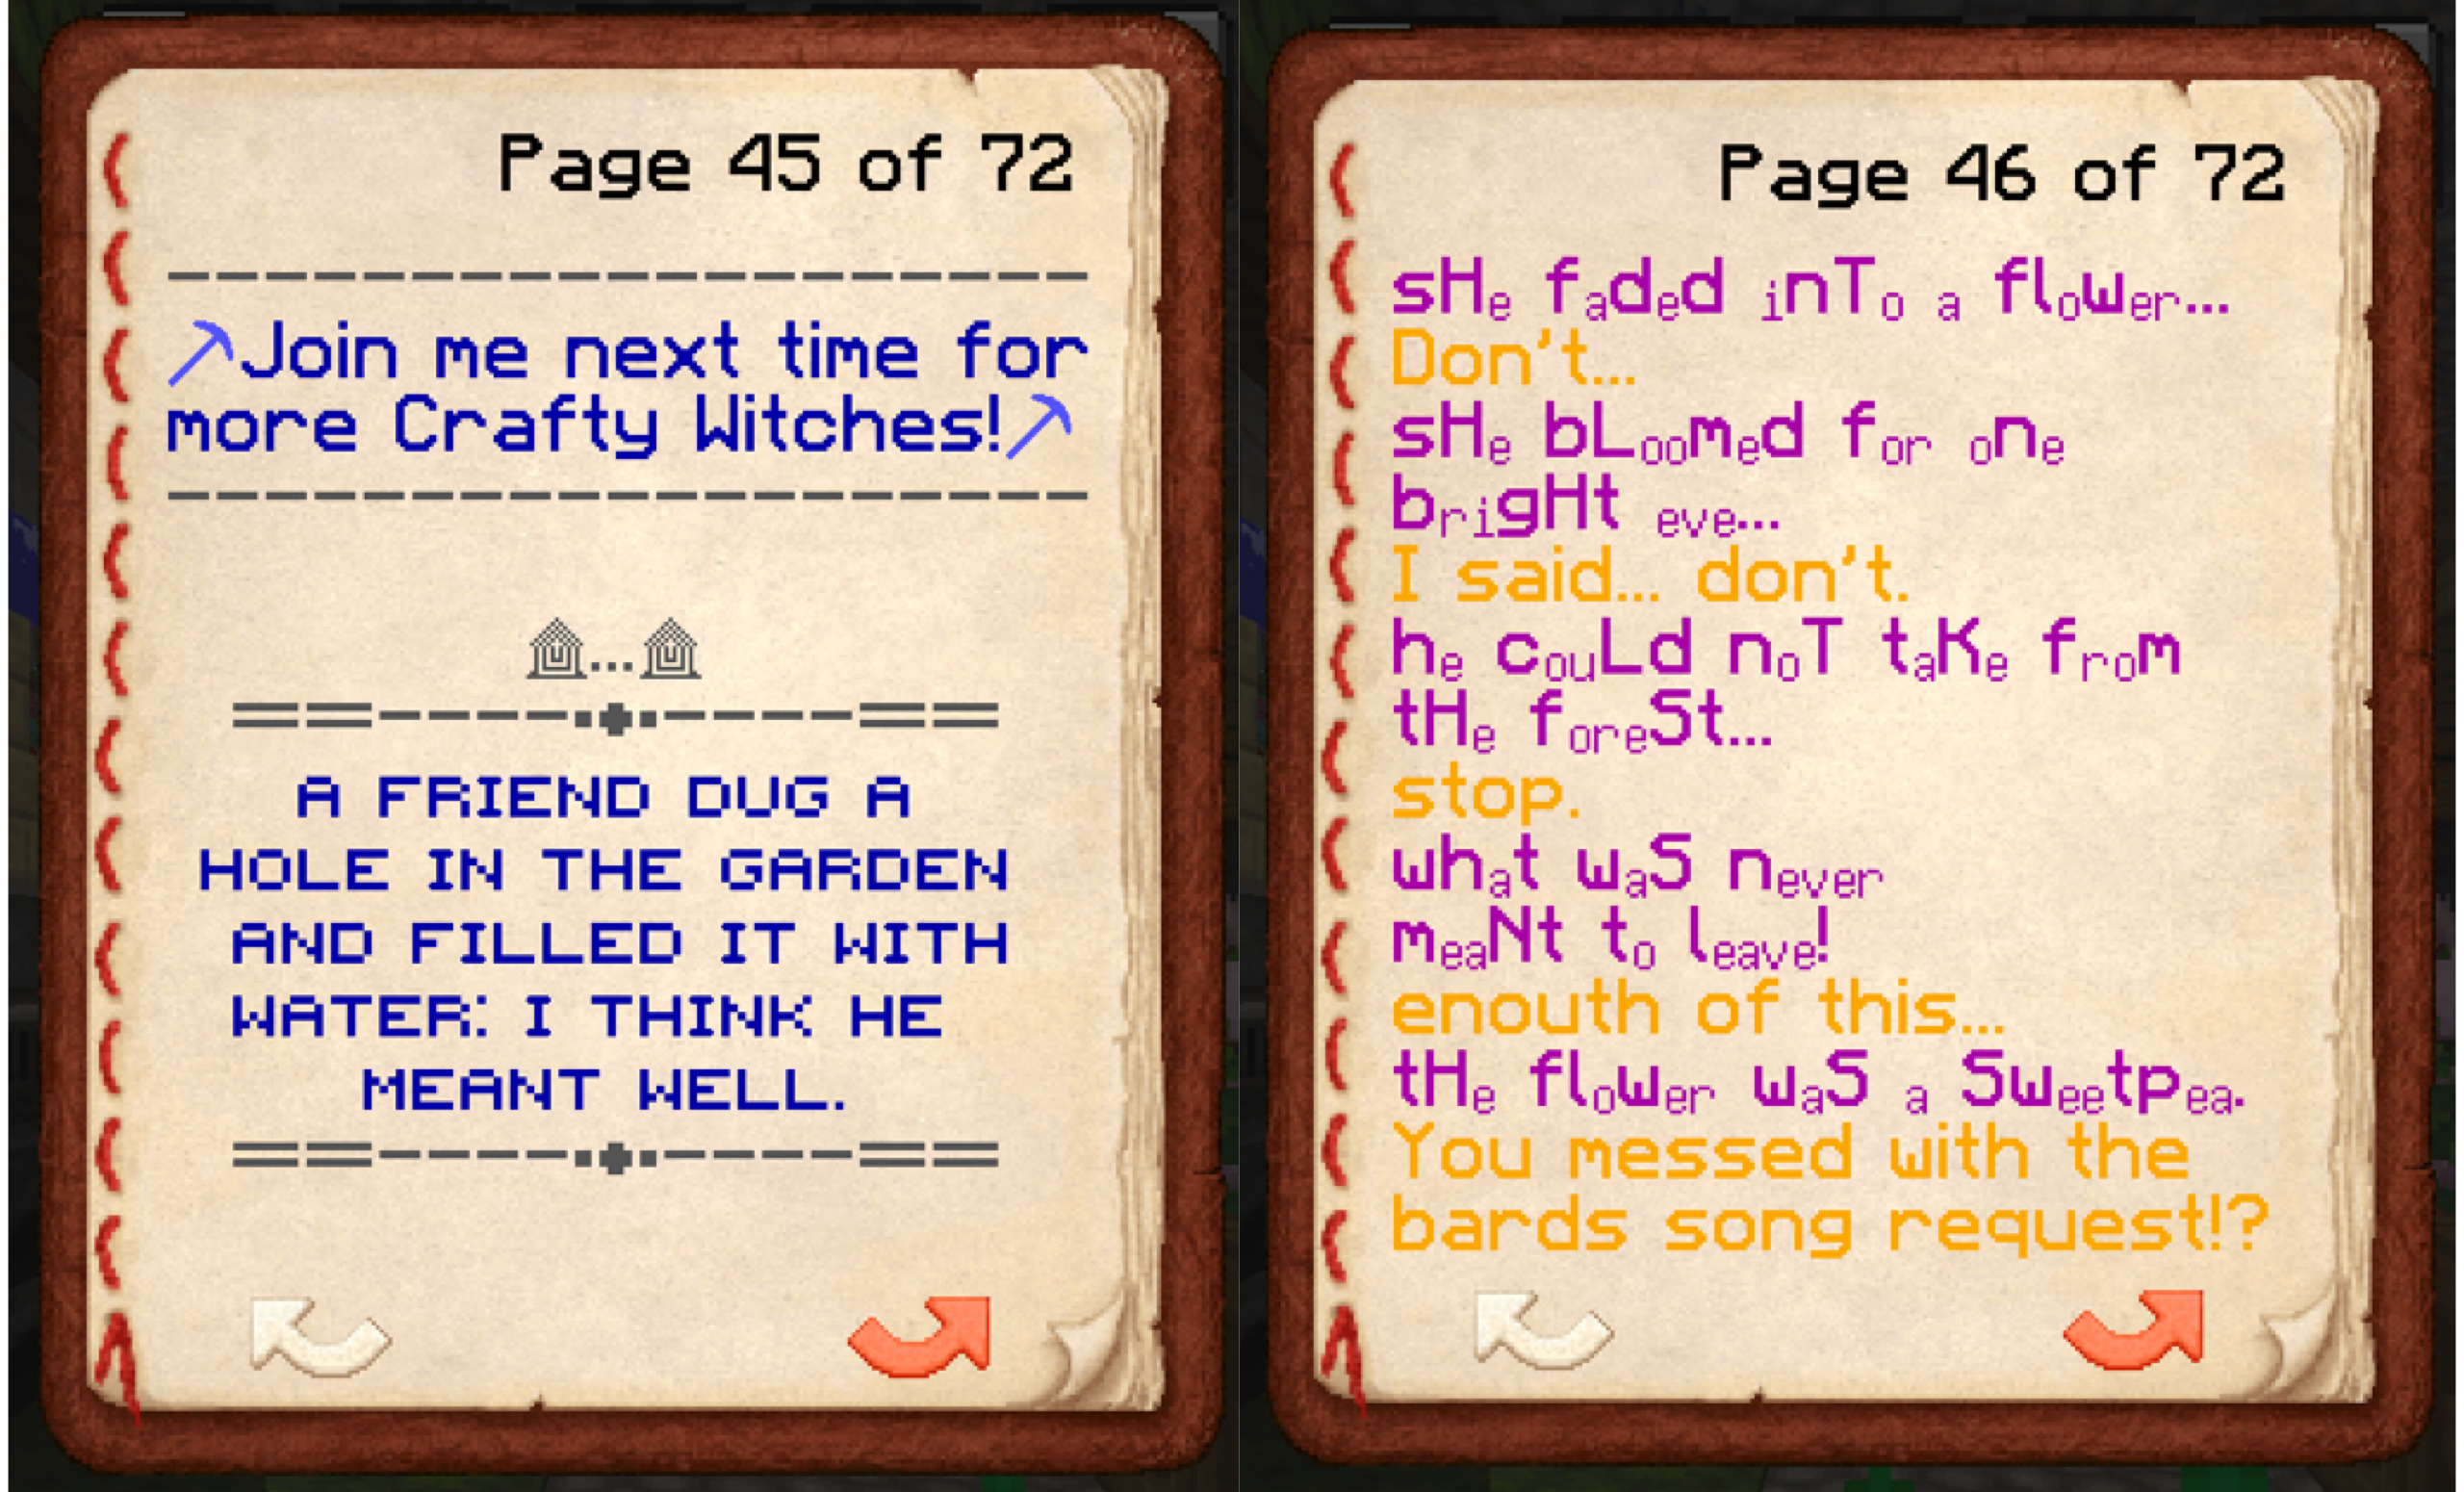 Page 45 of 72
--------------------
⛏Join me next time for
more Crafty Witches!⛏
--------------------
...
==------▪◆▪------==
A FRIEND DUG A
HOLE IN THE GARDEN
AND FILLED IT WITH
WATER: I THINK HE
MEANT WELL.
==------▪◆▪------==
Page 46 of 72
sHₑ fₐdₑd ᵢnTₒ ₐ flₒwₑᵣ...
Don't...
sHₑ bLₒₒmₑd fₒᵣ ₒnₑ
bᵣᵢgHt ₑᵥₑ...
I said... don't.
hₑ cₒᵤLd nₒT tₐKₑ fᵣₒm
tHₑ fₒᵣₑSt...
stop.
whₐt wₐS nₑᵥₑᵣ
mₑₐNt tₒ lₑₐᵥₑ!
enouth of this...
tHₑ flₒwₑᵣ wₐS ₐ Swₑₑtpₑₐ.
You messed with the
bards song request!?